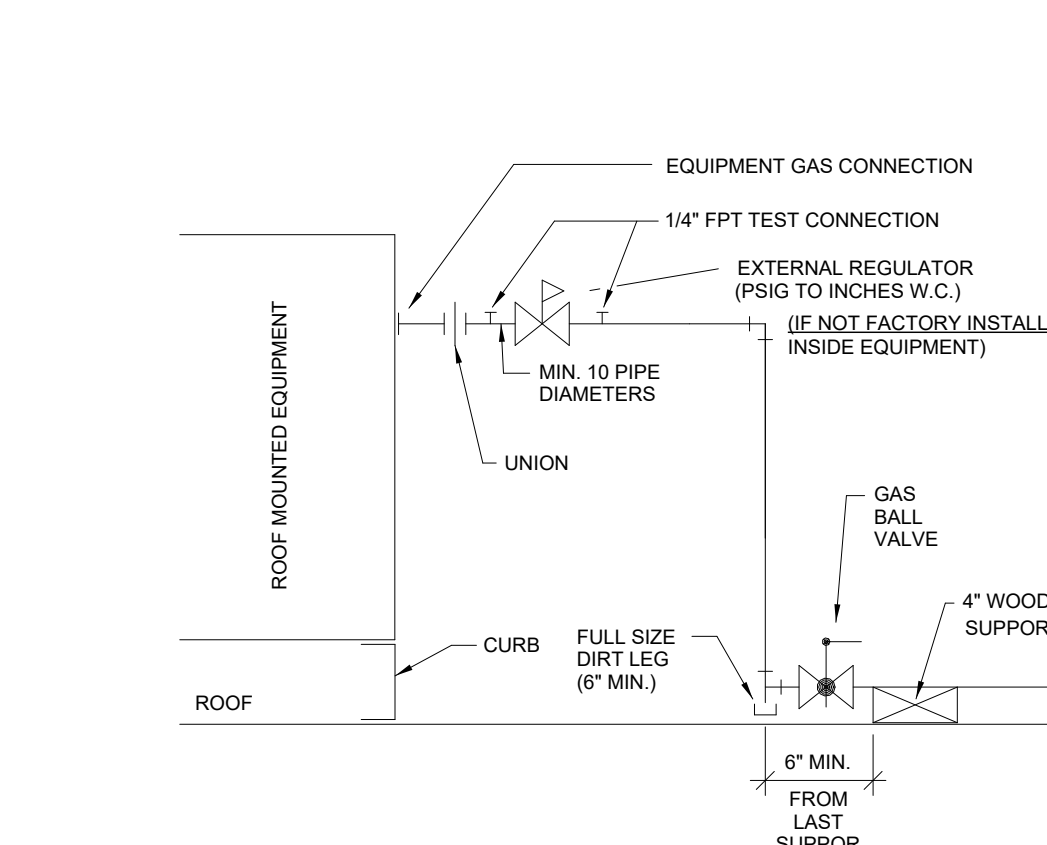 EQUIPMENT GAS CONNECTION
1/4" FPT TEST CONNECTION
EXTERNAL REGULATOR
(PSIG TO INCHES W.C.)
(IF NOT FACTORY INSTALL
INSIDE EQUIPMENT)
MIN. 10 PIPE
DIAMETERS
ROOF MOUNTED EQUIPMENT
UNION
GAS
BALL
VALVE
4" WOOD
SUPPOR
CURB
FULL SIZE
DIRT LEG
(6" MIN.)
ROOF
6" MIN.
FROM
LAST
SUPPOR